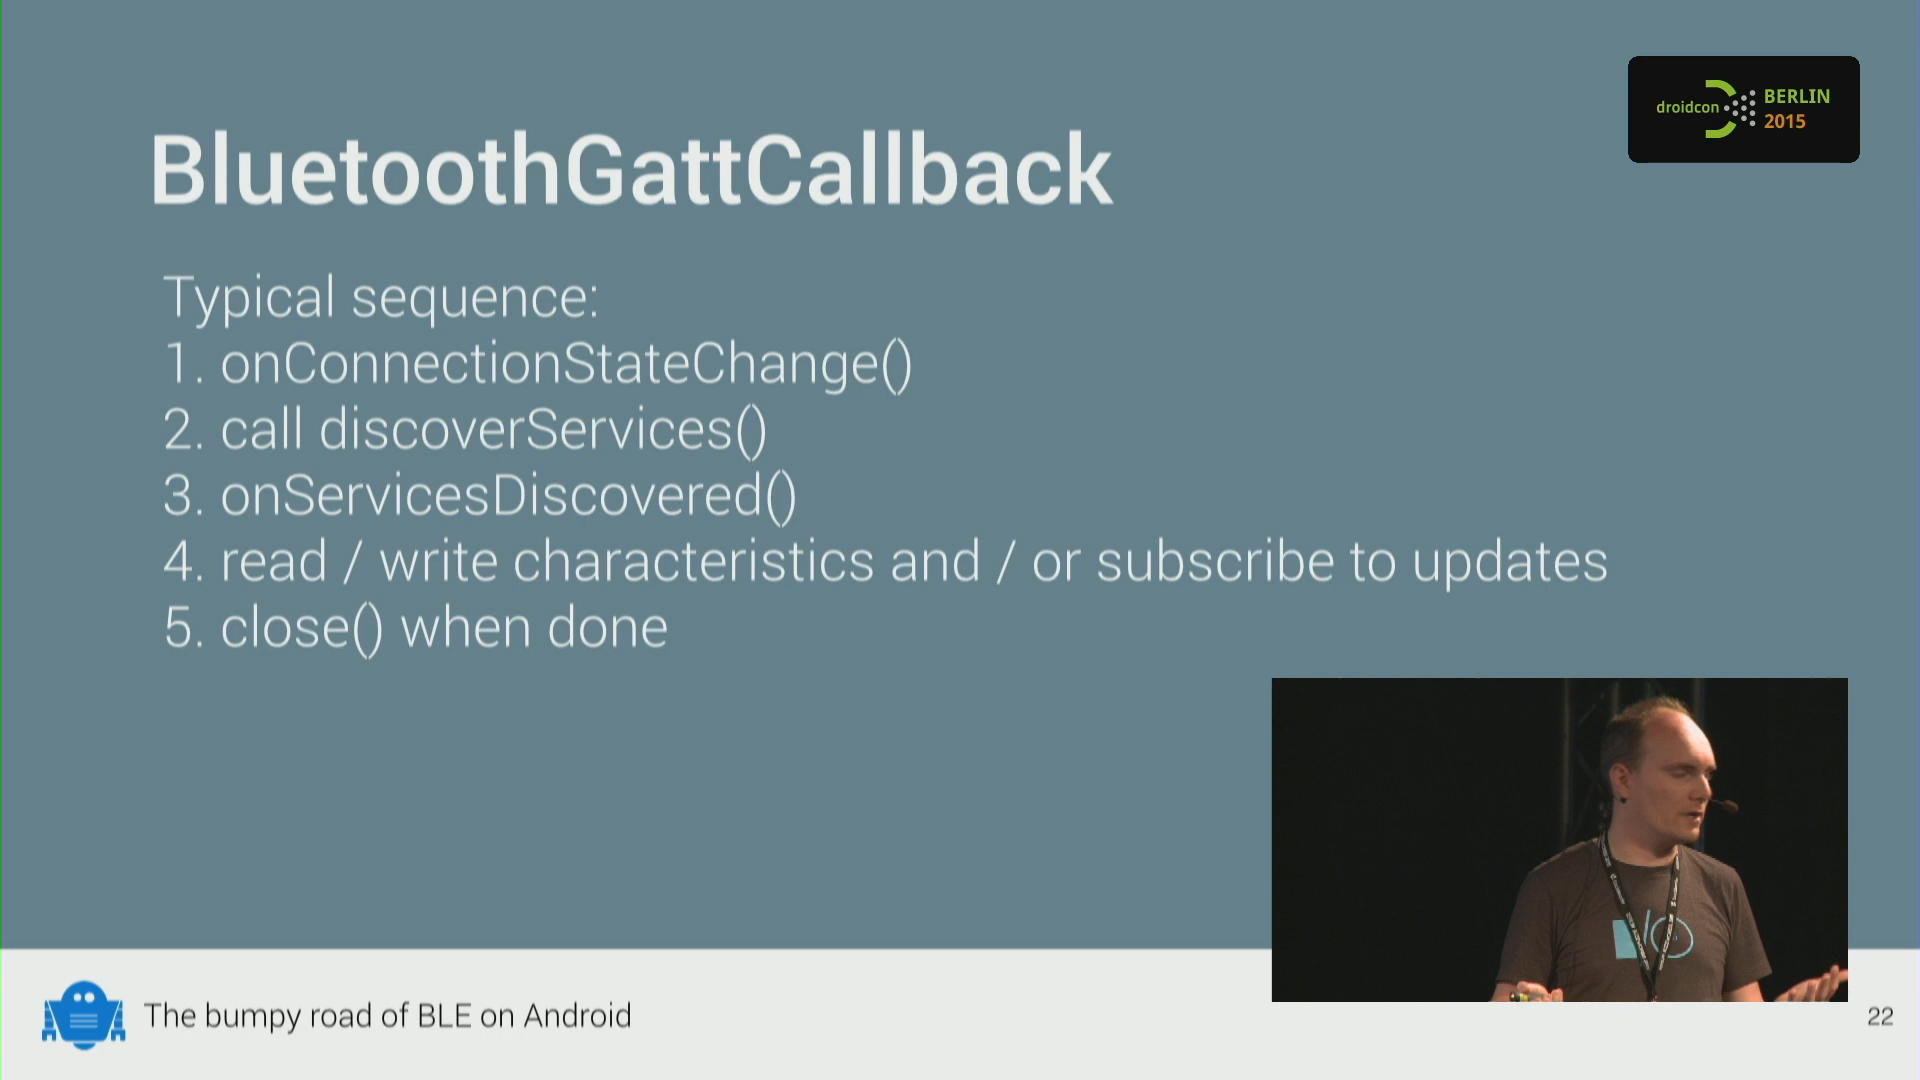 droidcon
BERLIN
2015
BluetoothGattCallback
Typical sequence:
1. onConnectionStateChange()
2. call discoverServices()
3. onServicesDiscovered()
4. read / write characteristics and / or subscribe to updates
5. close() when done
I/O
The bumpy road of BLE on Android
22